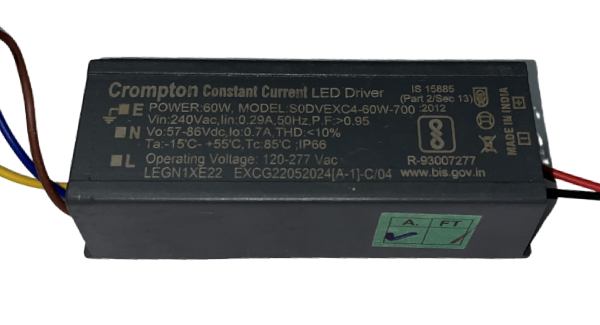 Crompton Constant Current LED Driver
E POWER:60W, MODEL:S0DVEXC4-60W-700
Vin:240Vac,Iin:0.29A,50Hz,P.F:>0.95
N Vo:57-86Vdc,Io:0.7A,THD:<10%
Ta:-15°C- +55°C,Tc:85°C ;IP66
L Operating Voltage: 120-277 Vac
LEGN1XE22 EXCG22052024[A-1]-C/04
IS 15885
(Part 2/Sec 13)
:2012
R-93007277
www.bis.gov.in
MADE IN INDIA
A. FT